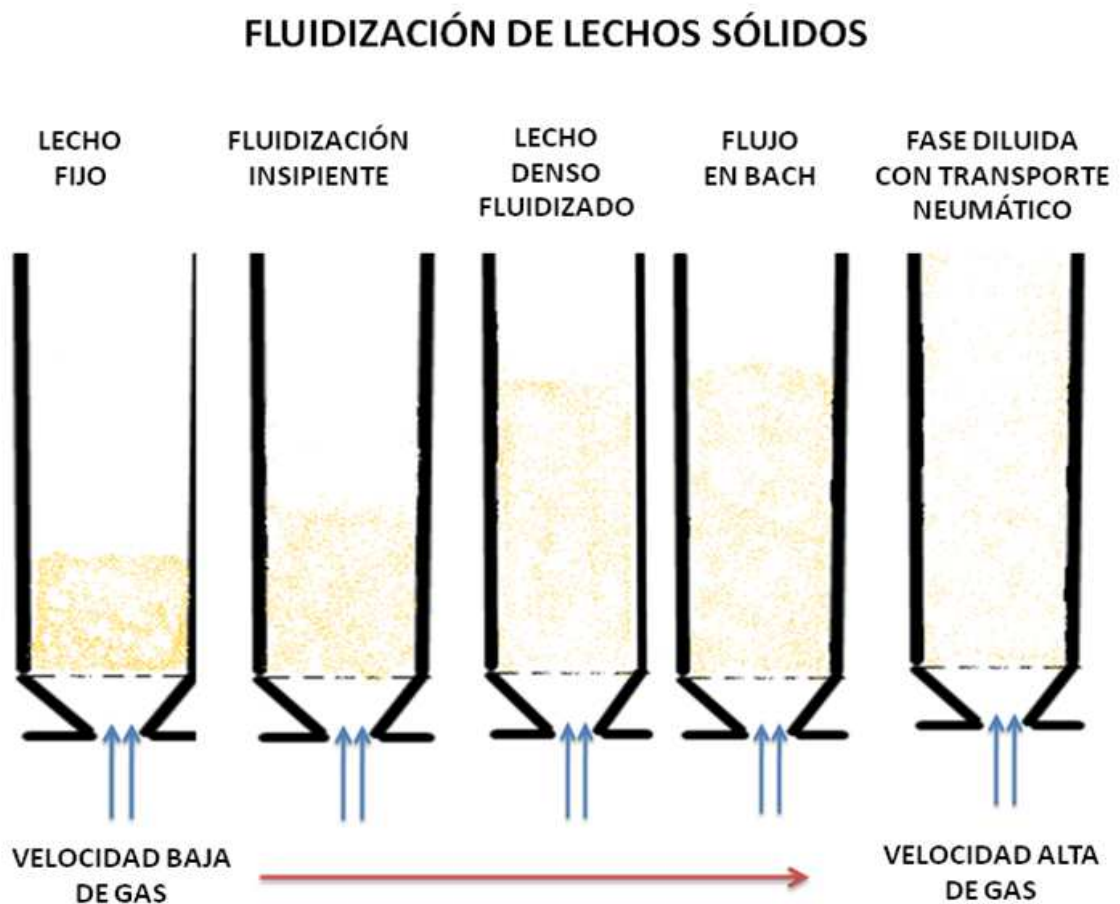 FLUIDIZACIÓN DE LECHOS SÓLIDOS
LECHO
FIJO
FLUIDIZACIÓN
INSIPIENTE
LECHO
DENSO
FLUIDIZADO
FLUJO
EN BACH
FASE DILUIDA
CON TRANSPORTE
NEUMÁTICO
VELOCIDAD BAJA
DE GAS
VELOCIDAD ALTA
DE GAS